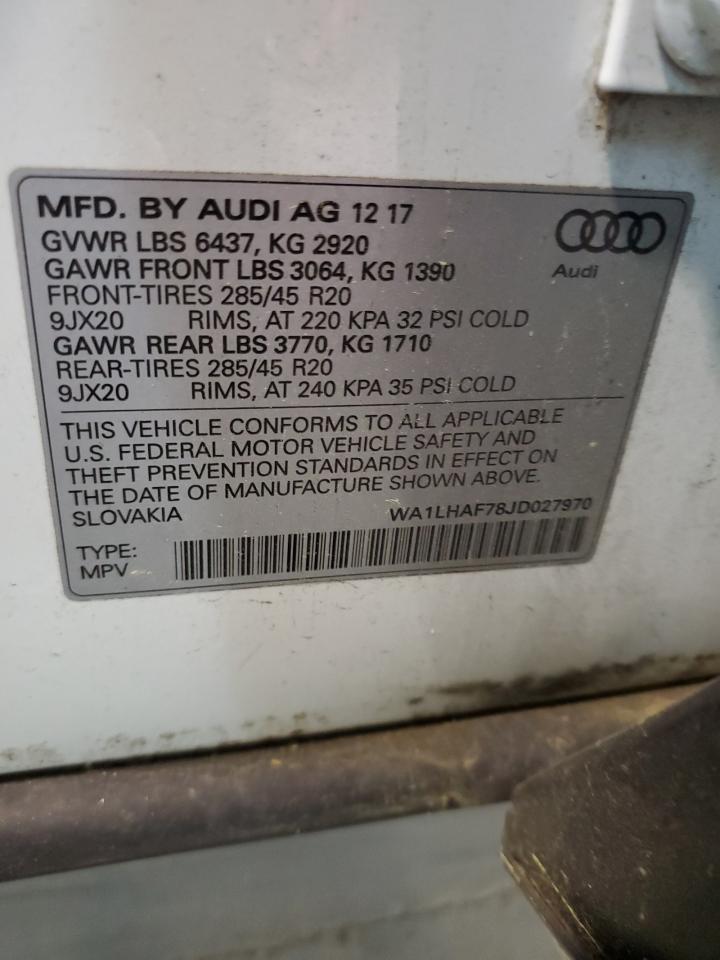 MFD. BY AUDI AG 12 17
Audi
GVWR LBS 6437, KG 2920
GAWR FRONT LBS 3064, KG 1390
FRONT-TIRES 285/45 R20
9JX20 RIMS, AT 220 KPA 32 PSI COLD
GAWR REAR LBS 3770, KG 1710
REAR-TIRES 285/45 R20
9JX20 RIMS, AT 240 KPA 35 PSI COLD
THIS VEHICLE CONFORMS TO ALL APPLICABLE
U.S. FEDERAL MOTOR VEHICLE SAFETY AND
THEFT PREVENTION STANDARDS IN EFFECT ON
THE DATE OF MANUFACTURE SHOWN ABOVE.
SLOVAKIA WA1LHAF78JD027970
TYPE:
MPV